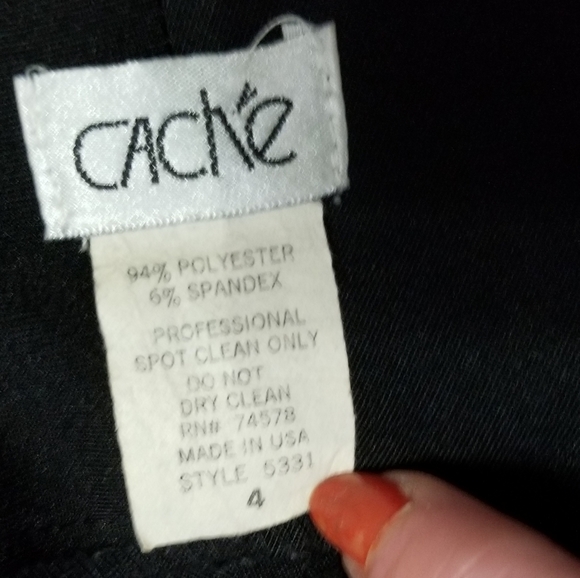 CACHÉ
94% POLYESTER
6% SPANDEX
PROFESSIONAL
SPOT CLEAN ONLY
DO NOT
DRY CLEAN
RN# 74578
MADE IN USA
STYLE 5331
4